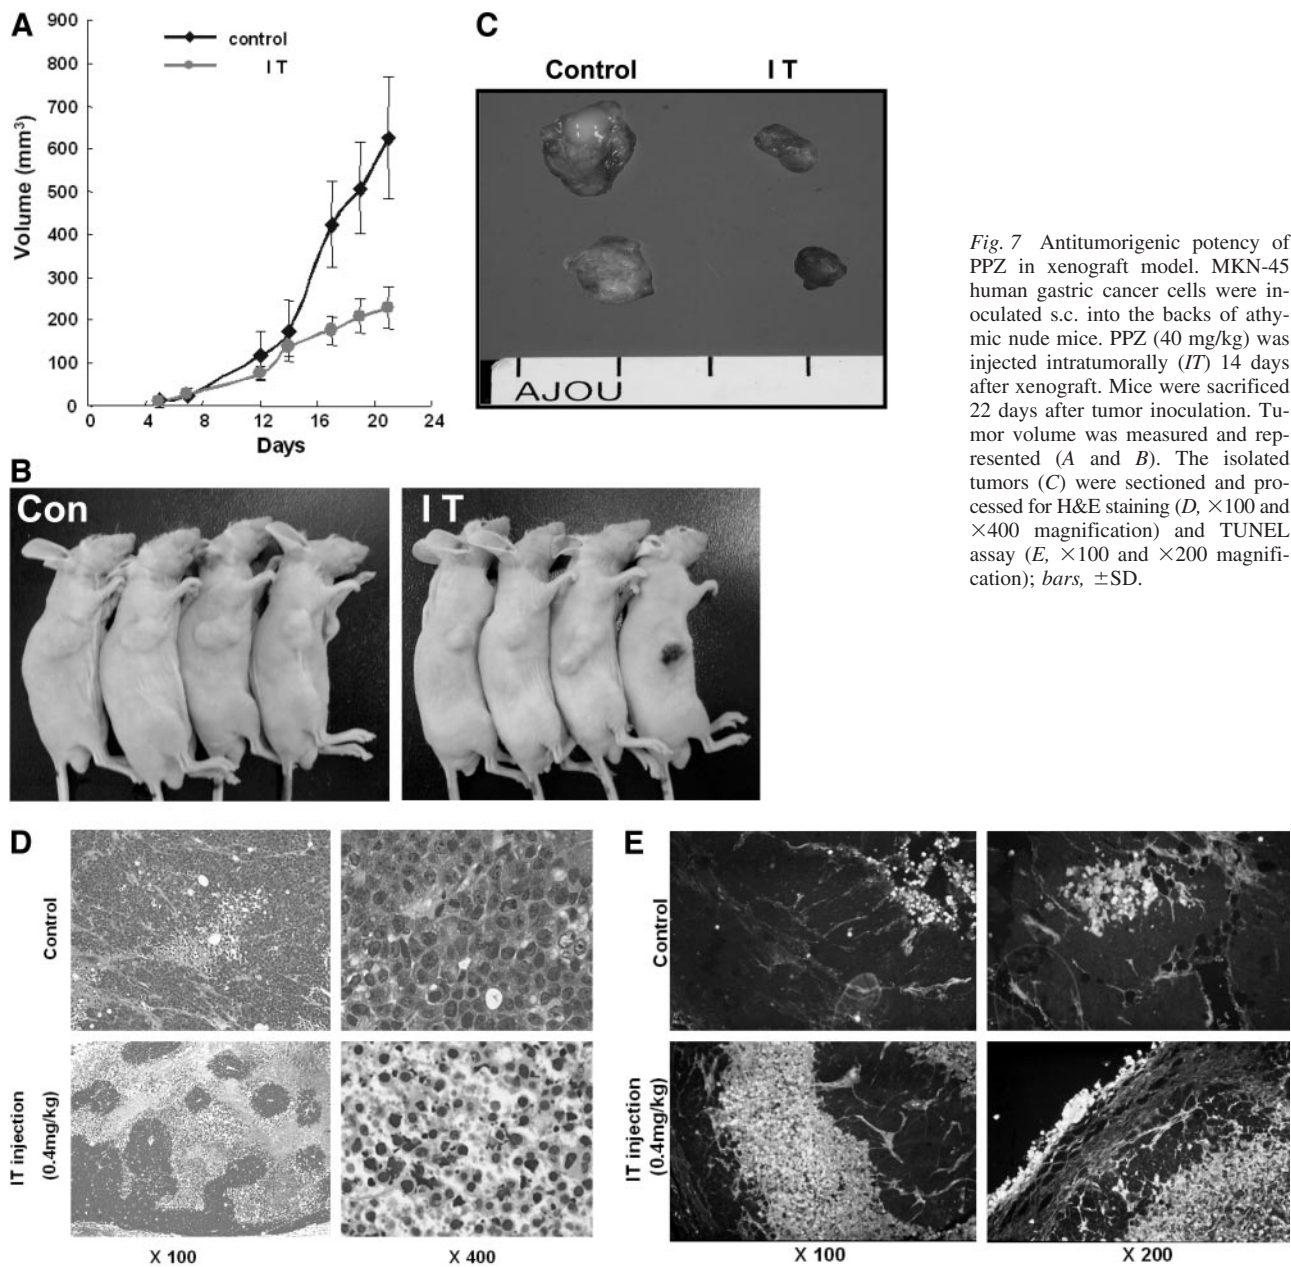 A
900
800
700
600
500
400
300
200
100
0
Volume (mm³)
control
I T
0 4 8 12 16 20 24
Days
C
Control I T
AJOU
B
Con
I T
D
Control
IT injection
(0.4mg/kg)
X 100 X 400
E
Control
IT injection
(0.4mg/kg)
X 100 X 200
Fig. 7 Antitumorigenic potency of
PPZ in xenograft model. MKN-45
human gastric cancer cells were in-
oculated s.c. into the backs of athy-
mic nude mice. PPZ (40 mg/kg) was
injected intratumorally (IT) 14 days
after xenograft. Mice were sacrificed
22 days after tumor inoculation. Tu-
mor volume was measured and rep-
resented (A and B). The isolated
tumors (C) were sectioned and pro-
cessed for H&E staining (D, ×100 and
×400 magnification) and TUNEL
assay (E, ×100 and ×200 magnifi-
cation); bars, ±SD.